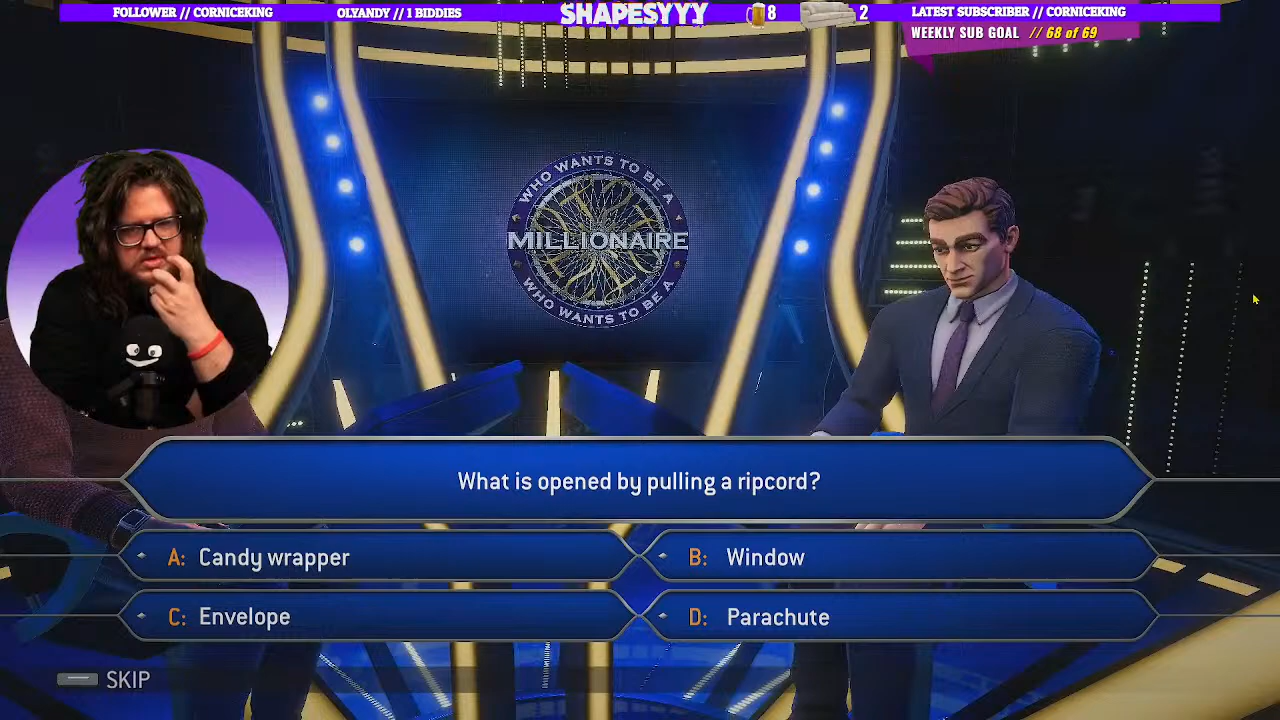 FOLLOWER // CORNICEKING
OLYANDY // 1 BIDDIES
SHAPESYYY
8
2
LATEST SUBSCRIBER // CORNICEKING
WEEKLY SUB GOAL // 68 of 69
WHO WANTS TO BE A
MILLIONAIRE
WHO WANTS TO BE A
What is opened by pulling a ripcord?
A: Candy wrapper
B: Window
C: Envelope
D: Parachute
SKIP